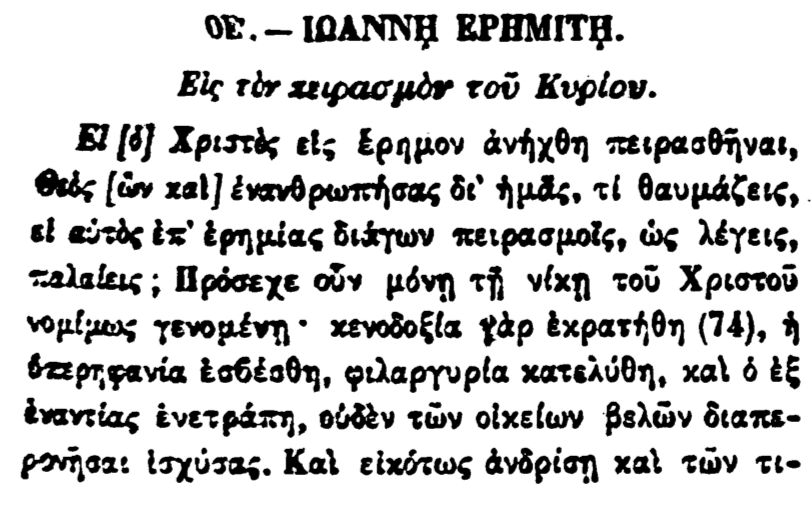 ΟΕʹ. — ΙΩΑΝΝῌ ΕΡΗΜΙΤῌ.
Εἰς τὸν πειρασμὸν τοῦ Κυρίου.
Εἰ [ὁ] Χριστὸς εἰς ἔρημον ἀνήχθη πειρασθῆναι,
Θεὸς [ὢν καὶ] ἐνανθρωπήσας δι' ἡμᾶς, τί θαυμάζεις,
εἰ αὐτὸς ἐπ' ἐρημίας διάγων πειρασμοῖς, ὡς λέγεις,
παλαίεις; Πρόσεχε οὖν μόνῃ τῇ νίκῃ τοῦ Χριστοῦ
νομίμως γενομένῃ· κενοδοξία γὰρ ἐκρατήθη (74), ἡ
ὑπερηφανία ἐσβέσθη, φιλαργυρία κατελύθη, καὶ ὁ ἐξ
ἐναντίας ἐνετράπη, οὐδὲν τῶν οἰκείων βελῶν διαπε-
ρονῆσαι ἰσχύσας. Καὶ εἰκότως ἀνδρίσῃ καὶ τῶν τι-